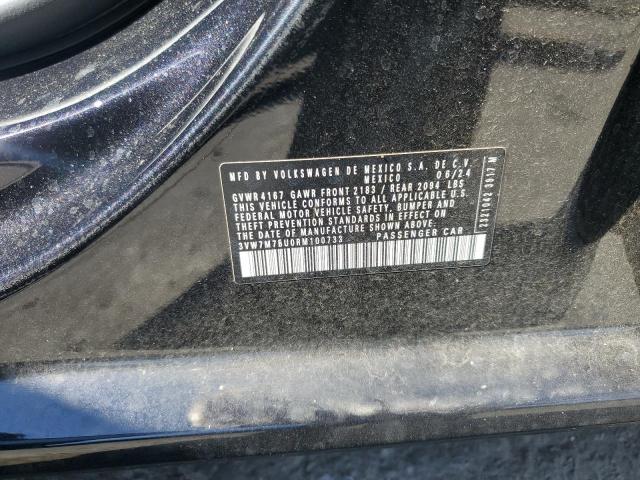 MFD BY VOLKSWAGEN DE MEXICO S.A. DE C.V.
MEXICO 06/24
GVWR 4167 GAWR FRONT 2183 / REAR 2094 LBS
THIS VEHICLE CONFORMS TO ALL APPLICABLE U.S.
FEDERAL MOTOR VEHICLE SAFETY, BUMPER AND
THEFT PREVENTION STANDARDS IN EFFECT ON
THE DATE OF MANUFACTURE SHOWN ABOVE.
3VW7M7BU0RM100733 PASSENGER CAR